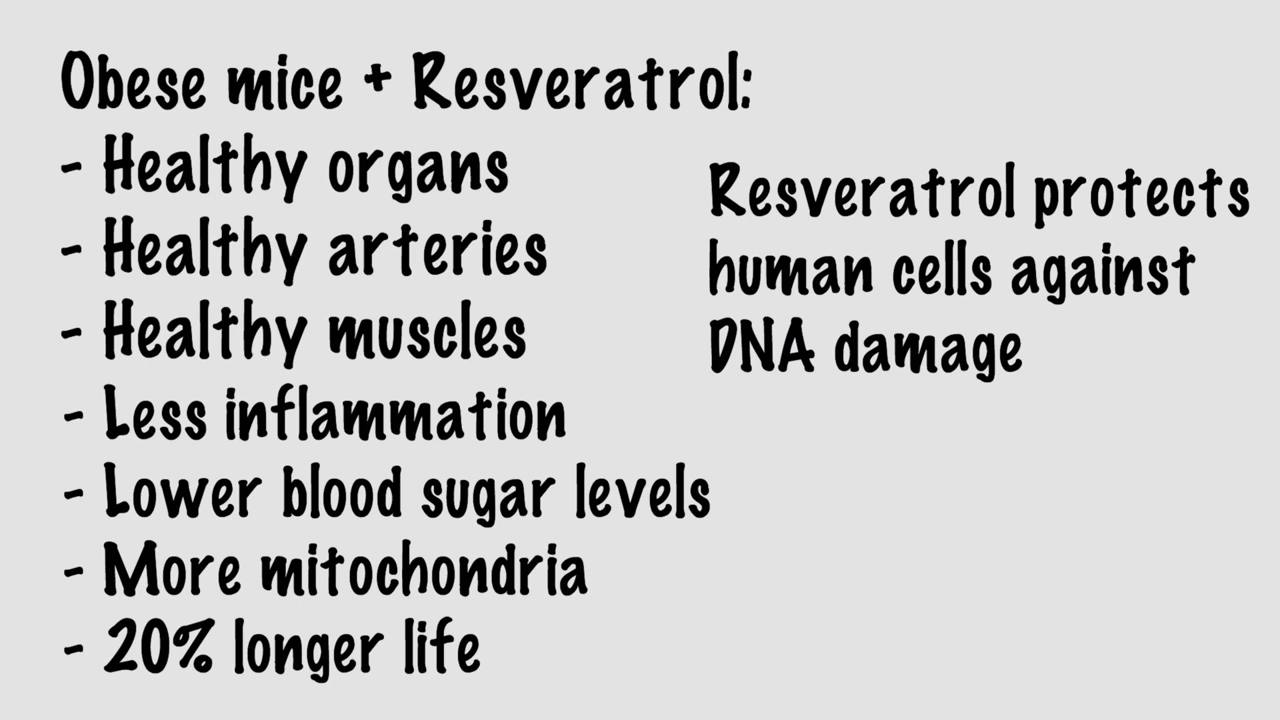 Obese mice + Resveratrol:
- Healthy organs
- Healthy arteries
- Healthy muscles
- Less inflammation
- Lower blood sugar levels
- More mitochondria
- 20% longer life
Resveratrol protects
human cells against
DNA damage